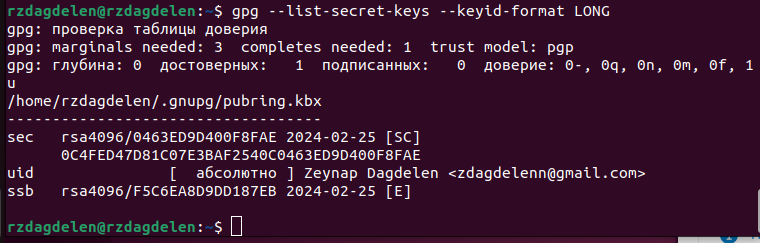 rzdagdelen@rzdagdelen:~$ gpg --list-secret-keys --keyid-format LONG
gpg: проверка таблицы доверия
gpg: marginals needed: 3  completes needed: 1  trust model: pgp
gpg: глубина: 0  достоверных:   1  подписанных:   0  доверие: 0-, 0q, 0n, 0m, 0f, 1
u
/home/rzdagdelen/.gnupg/pubring.kbx
-----------------------------------
sec   rsa4096/0463ED9D400F8FAE 2024-02-25 [SC]
      0C4FED47D81C07E3BAF2540C0463ED9D400F8FAE
uid                 [  абсолютно ] Zeynap Dagdelen <zdagdelenn@gmail.com>
ssb   rsa4096/F5C6EA8D9DD187EB 2024-02-25 [E]
rzdagdelen@rzdagdelen:~$